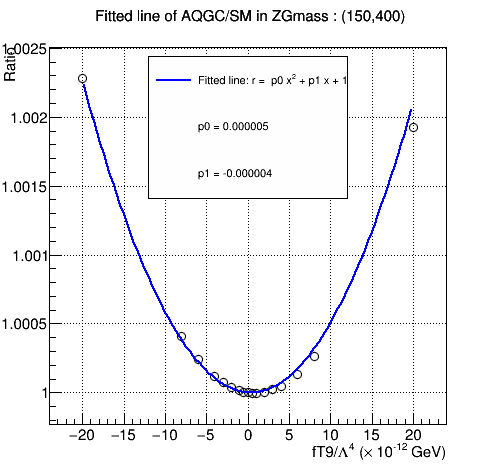 Fitted line of AQGC/SM in ZGmass : (150,400)
Ratio
1.0025
1.002
1.0015
1.001
1.0005
1
Fitted line: r = p0 x² + p1 x + 1
p0 = 0.000005
p1 = -0.000004
−20 −15 −10 −5 0 5 10 15 20
fT9/Λ⁴ (× 10⁻¹² GeV)